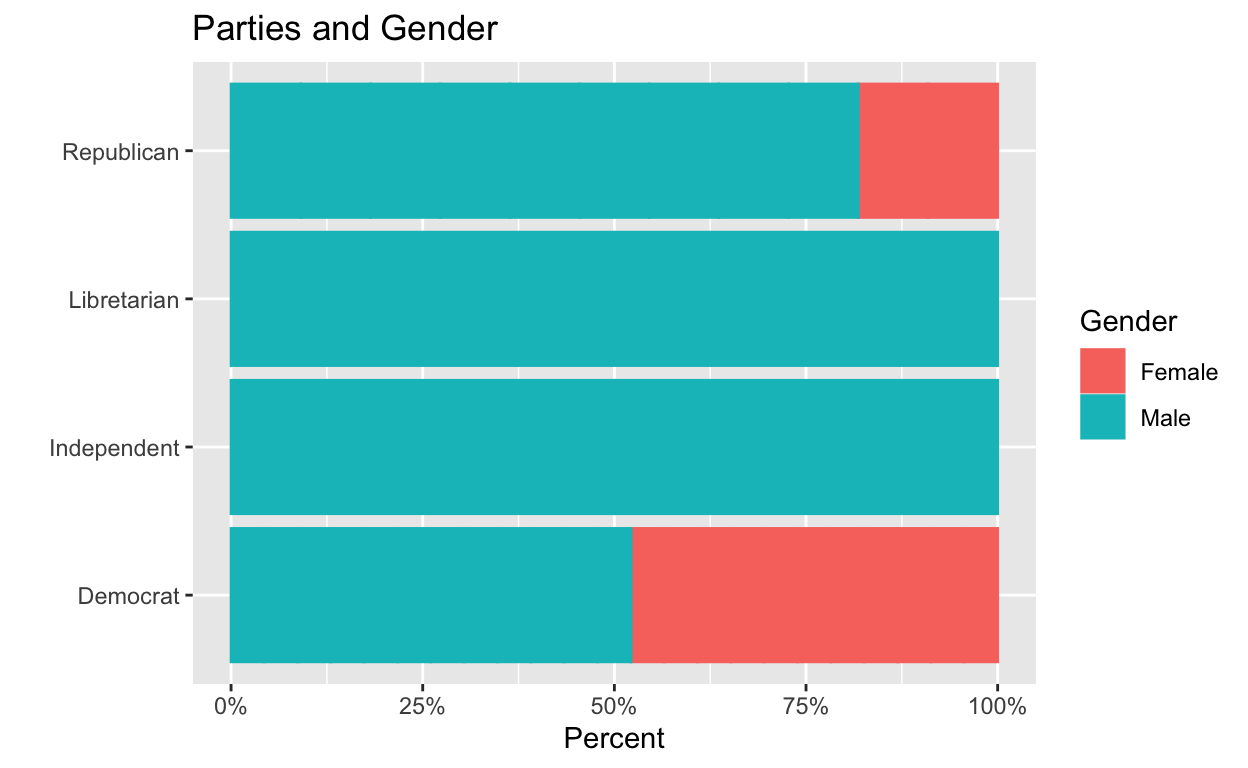 Parties and Gender
Republican
Libretarian
Independent
Democrat
0% 25% 50% 75% 100%
Percent
Gender
Female
Male